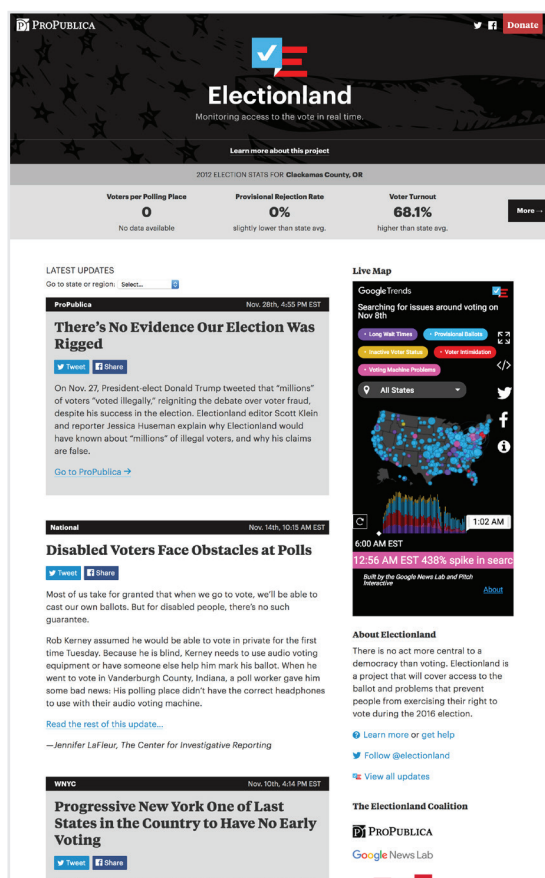 PROPUBLICA
Donate
Electionland
Monitoring access to the vote in real time.
Learn more about this project
2012 ELECTION STATS FOR Clackamas County, OR
Voters per Polling Place
0
No data available
Provisional Rejection Rate
0%
slightly lower than state avg.
Voter Turnout
68.1%
higher than state avg.
More →
LATEST UPDATES
Go to state or region: Select...
ProPublica
Nov. 28th, 4:55 PM EST
There's No Evidence Our Election Was
Rigged
Tweet
Share
On Nov. 27, President-elect Donald Trump tweeted that "millions"
of voters "voted illegally," reigniting the debate over voter fraud,
despite his success in the election. Electionland editor Scott Klein
and reporter Jessica Huseman explain why Electionland would
have known about "millions" of illegal voters, and why his claims
are false.
Go to ProPublica →
National
Nov. 14th, 10:15 AM EST
Disabled Voters Face Obstacles at Polls
Tweet
Share
Most of us take for granted that when we go to vote, we'll be able to
cast our own ballots. But for disabled people, there's no such
guarantee.
Rob Kerney assumed he would be able to vote in private for the first
time Tuesday. Because he is blind, Kerney needs to use audio voting
equipment or have someone else help him mark his ballot. When he
went to vote in Vanderburgh County, Indiana, a poll worker gave him
some bad news: His polling place didn't have the correct headphones
to use with their audio voting machine.
Read the rest of this update...
—Jennifer LaFleur, The Center for Investigative Reporting
WNYC
Nov. 10th, 4:14 PM EST
Progressive New York One of Last
States in the Country to Have No Early
Voting
Tweet
Share
Live Map
GoogleTrends
Searching for issues around voting on
Nov 8th
• Long Wait Times
• Provisional Ballots
• Inactive Voter Status
• Voter Intimidation
• Voting Machine Problems
All States
1:02 AM
6:00 AM EST
12:56 AM EST 438% spike in searc
Built by the Google News Lab and Pitch
Interactive
About
About Electionland
There is no act more central to a
democracy than voting. Electionland is
a project that will cover access to the
ballot and problems that prevent
people from exercising their right to
vote during the 2016 election.
Learn more or get help
Follow @electionland
View all updates
The Electionland Coalition
PROPUBLICA
Google News Lab